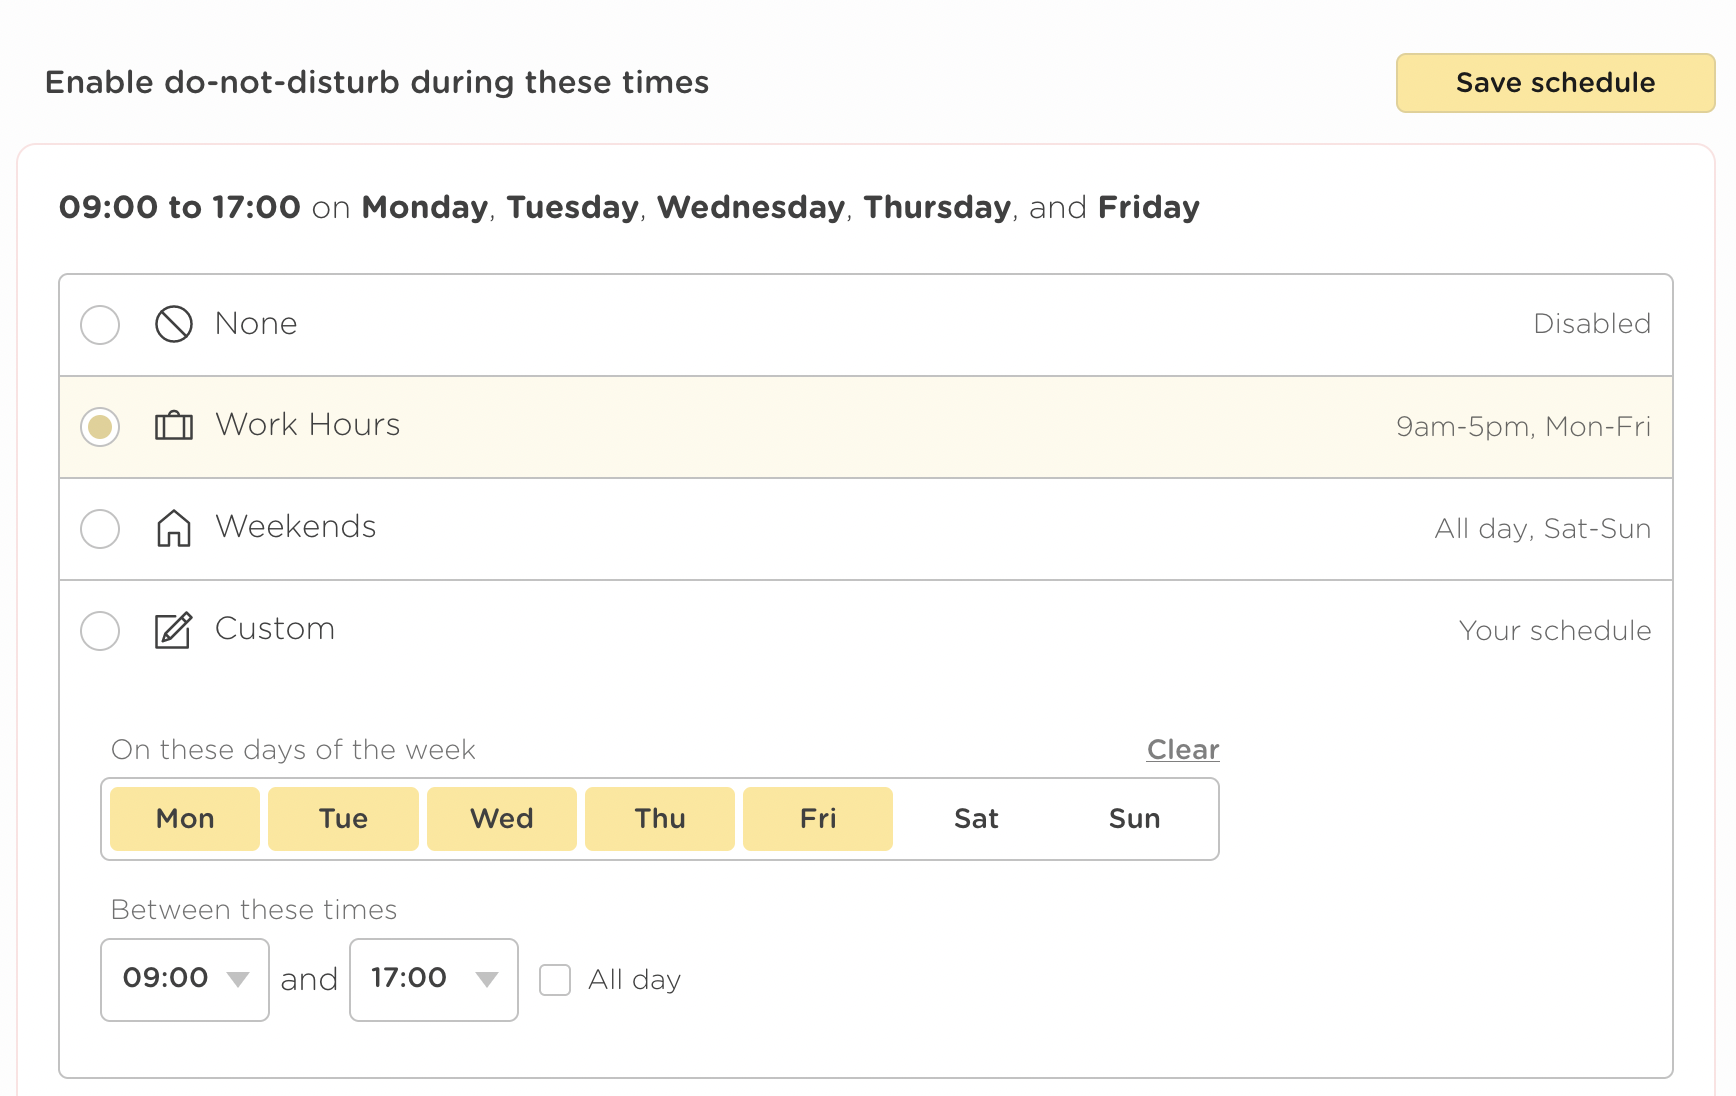 Enable do-not-disturb during these times
Save schedule
09:00 to 17:00 on Monday, Tuesday, Wednesday, Thursday, and Friday
None
Disabled
Work Hours
9am-5pm, Mon-Fri
Weekends
All day, Sat-Sun
Custom
Your schedule
On these days of the week
Clear
Mon Tue Wed Thu Fri Sat Sun
Between these times
09:00 and 17:00 All day